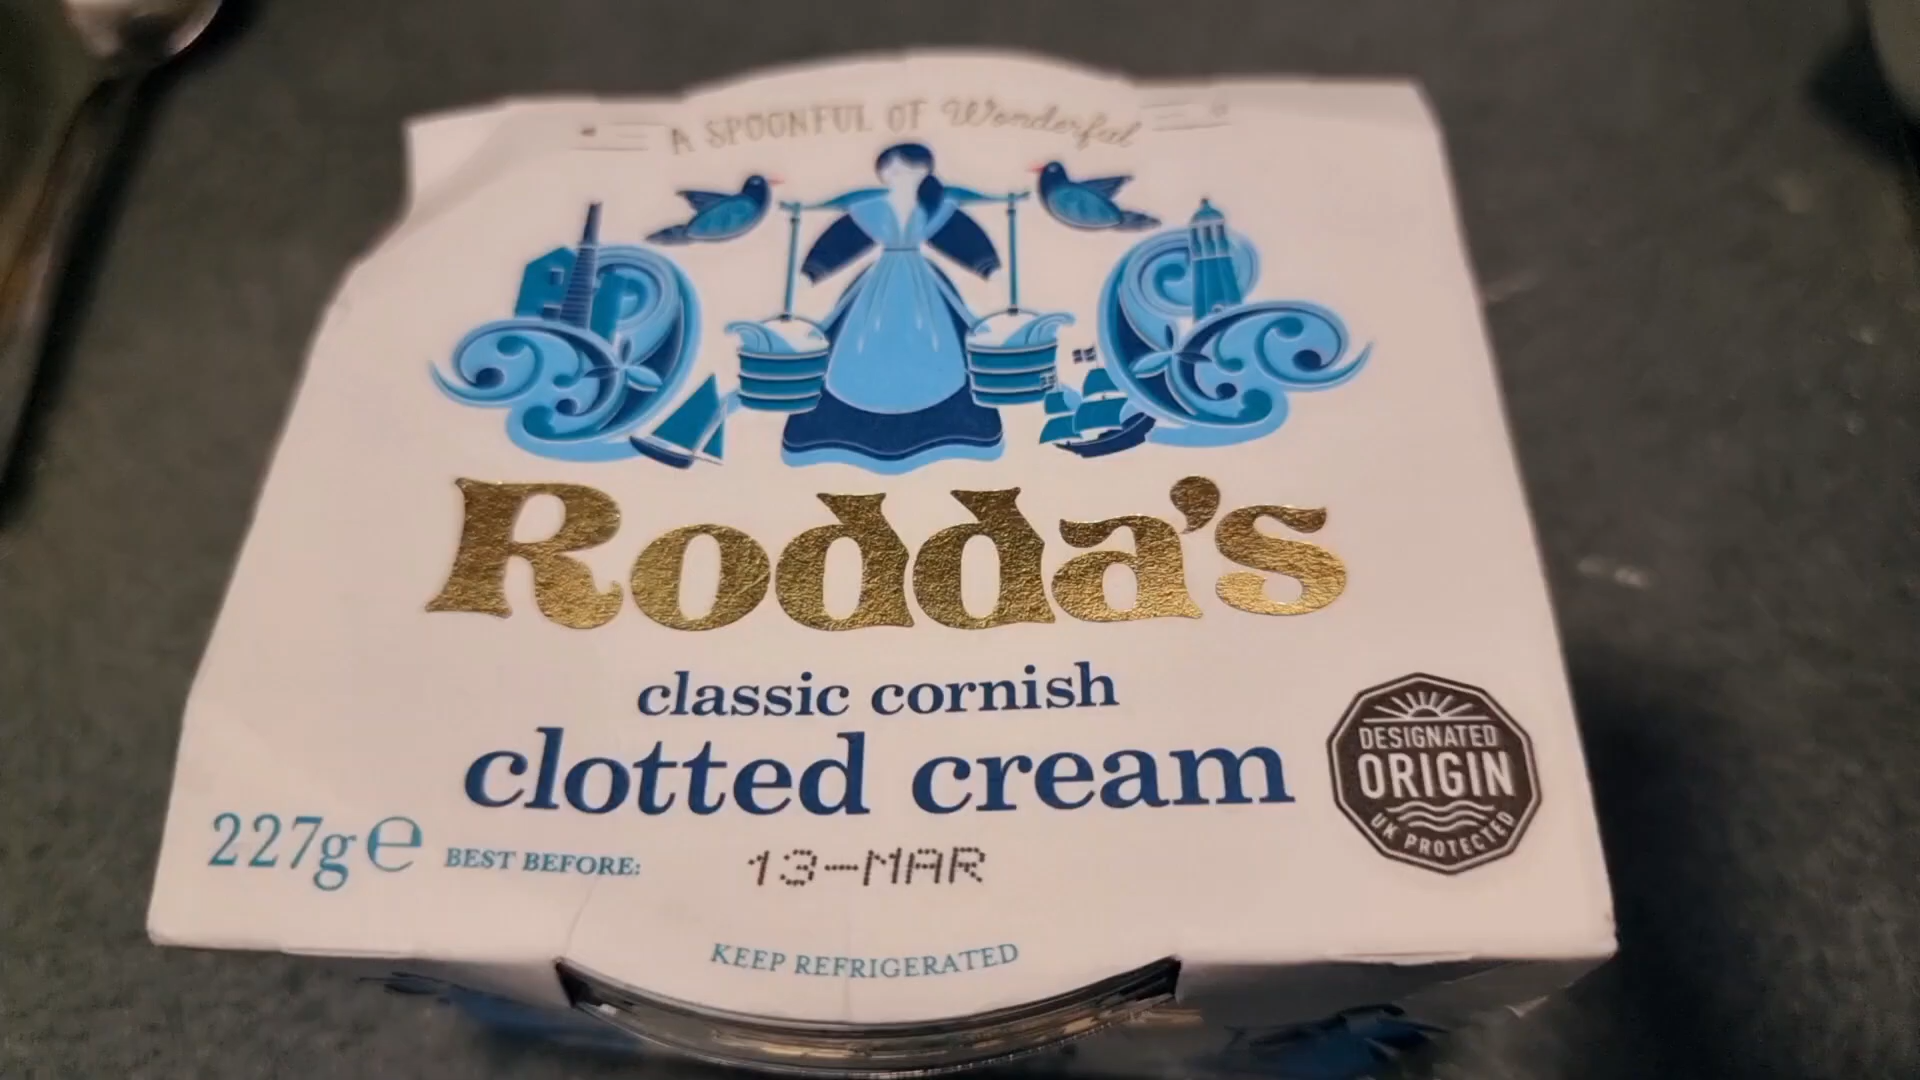 A SPOONFUL OF Wonderful
Rodda's
classic cornish
clotted cream
DESIGNATED
ORIGIN
UK PROTECTED
227g ℮ BEST BEFORE: 13-MAR
KEEP REFRIGERATED